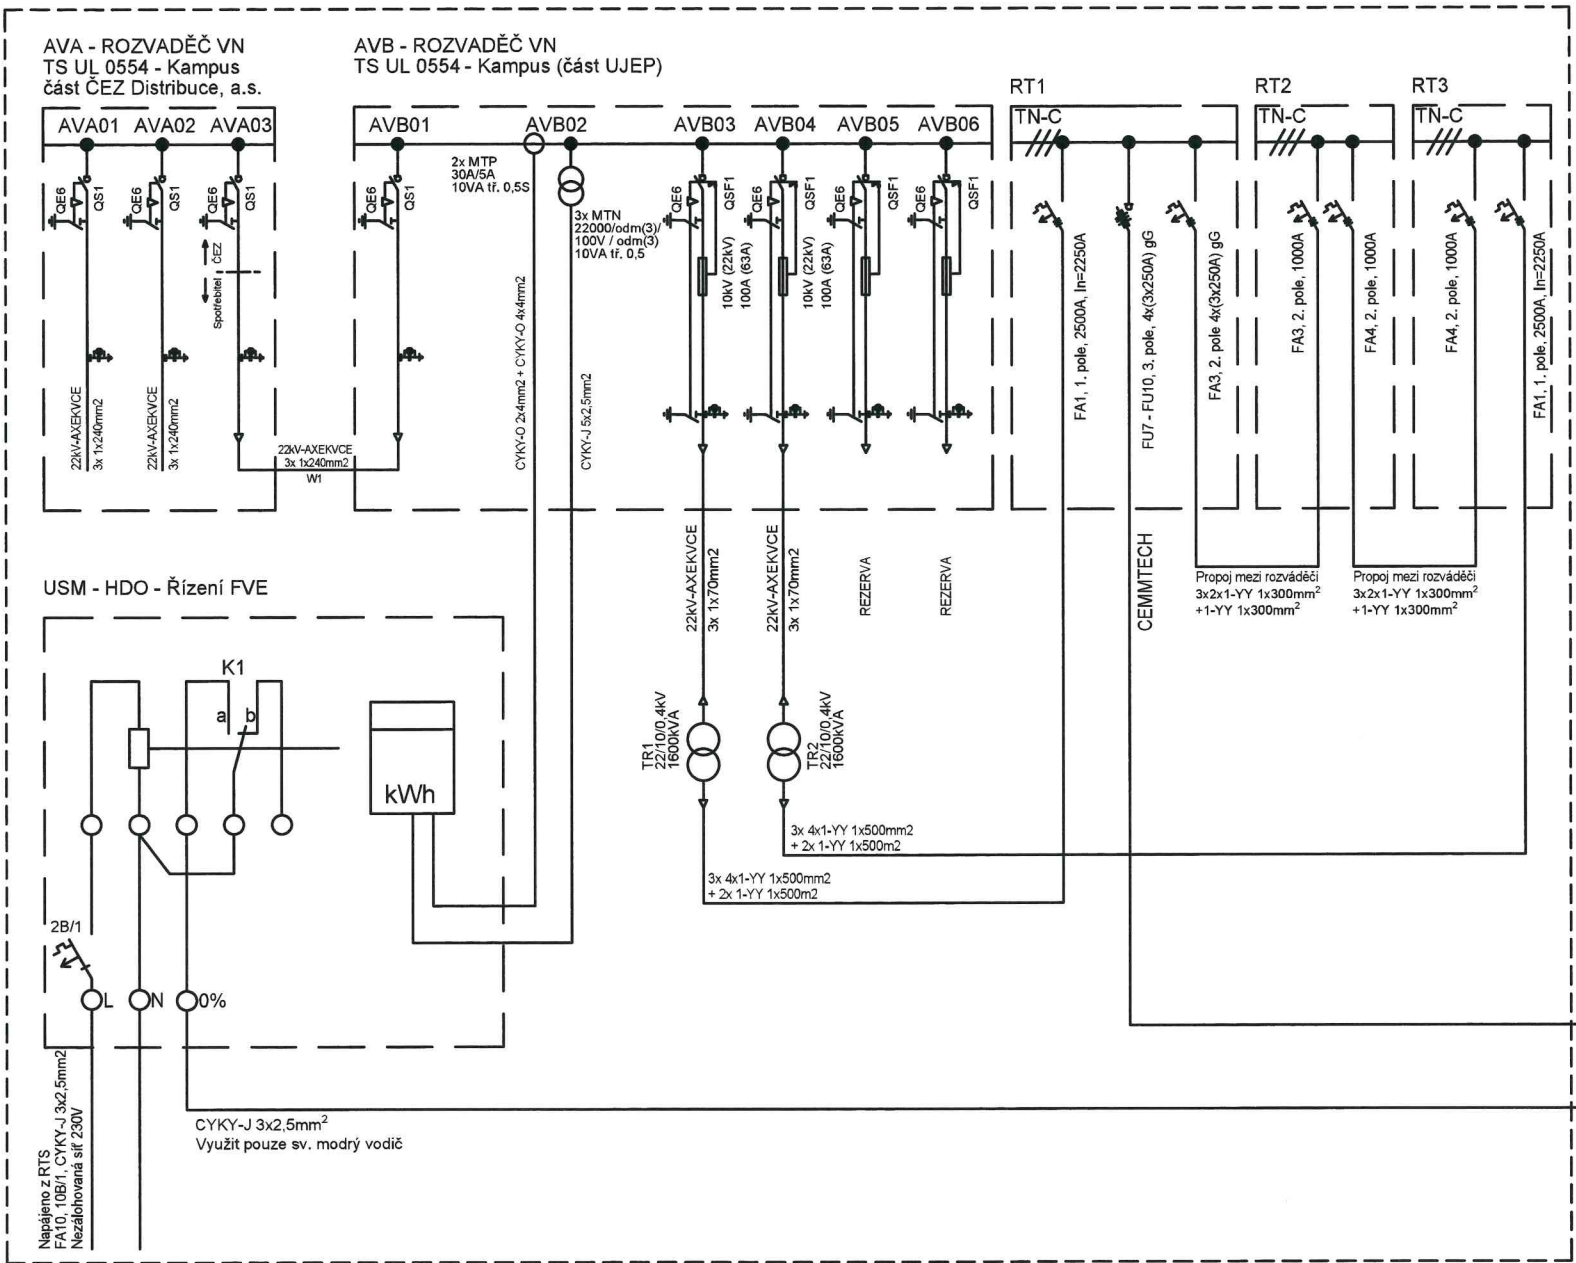 AVA - ROZVADĚČ VN
TS UL 0554 - Kampus
část ČEZ Distribuce, a.s.
AVA01
AVA02
AVA03
QE6
QS1
QE6
QS1
QE6
QS1
ČEZ
Spotřebitel
22kV-AXEKVCE
3x 1x240mm2
22kV-AXEKVCE
3x 1x240mm2
22kV-AXEKVCE
3x 1x240mm2
W1
AVB - ROZVADĚČ VN
TS UL 0554 - Kampus (část UJEP)
AVB01
AVB02
AVB03
AVB04
AVB05
AVB06
QE6
QS1
2x MTP
30A/5A
10VA tř. 0,5S
3x MTN
22000/odm(3)/
100V / odm(3)
10VA tř. 0,5
CYKY-O 2x4mm2 + CYKY-O 4x4mm2
CYKY-J 5x2,5mm2
QE6
QSF1
10kV (22kV)
100A (63A)
QE6
QSF1
10kV (22kV)
100A (63A)
QE6
QSF1
QE6
QSF1
22kV-AXEKVCE
3x 1x70mm2
22kV-AXEKVCE
3x 1x70mm2
REZERVA
REZERVA
RT1
TN-C
FA1, 1. pole, 2500A, In=2250A
FU7 - FU10, 3. pole, 4x(3x250A) gG
FA3, 2. pole 4x(3x250A) gG
CEMMTECH
RT2
TN-C
FA3, 2. pole, 1000A
FA4, 2. pole, 1000A
RT3
TN-C
FA4, 2. pole, 1000A
FA1, 1. pole, 2500A, In=2250A
Propoj mezi rozváděči
3x2x1-YY 1x300mm²
+1-YY 1x300mm²
Propoj mezi rozváděči
3x2x1-YY 1x300mm²
+1-YY 1x300mm²
TR1
22/10/0,4kV
1600kVA
TR2
22/10/0,4kV
1600kVA
3x 4x1-YY 1x500mm2
+ 2x 1-YY 1x500m2
3x 4x1-YY 1x500mm2
+ 2x 1-YY 1x500m2
USM - HDO - Řízení FVE
K1
a
b
kWh
2B/1
L
N
0%
Napájeno z RTS
FA10, 10B/1, CYKY-J 3x2,5mm2
Nezálohovaná síť 230V
CYKY-J 3x2,5mm²
Využit pouze sv. modrý vodič